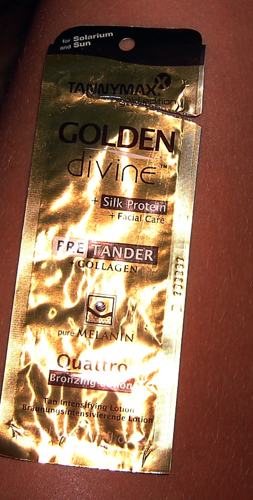 for Solarium
and Sun
TANNYMAXX
GOLDEN
divine™
+ Silk Protein
+ Facial Care
PRE TANDER
+ COLLAGEN
pure MELANIN
Quattro
Bronzing Lotion
Tan Intensifying Lotion
Bräunungsintensivierende Lotion